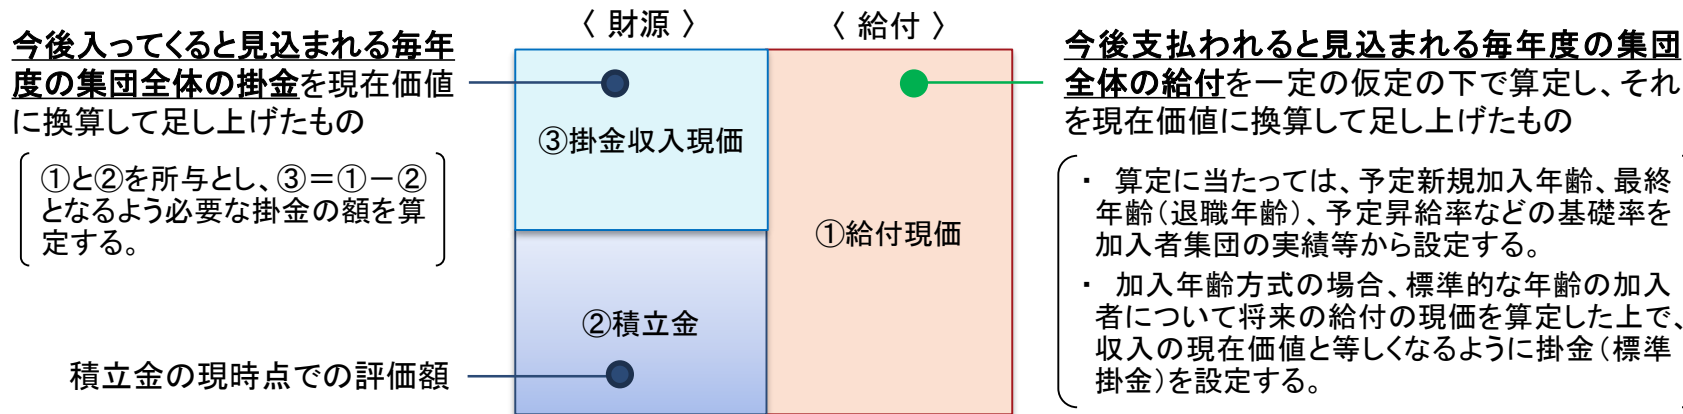 〈 財源 〉
〈 給付 〉
今後入ってくると見込まれる毎年
度の集団全体の掛金を現在価値
に換算して足し上げたもの
①と②を所与とし、③=①-②
となるよう必要な掛金の額を算
定する。
積立金の現時点での評価額
③掛金収入現価
②積立金
①給付現価
今後支払われると見込まれる毎年度の集団
全体の給付を一定の仮定の下で算定し、それ
を現在価値に換算して足し上げたもの
・ 算定に当たっては、予定新規加入年齢、最終
年齢(退職年齢)、予定昇給率などの基礎率を
加入者集団の実績等から設定する。
・ 加入年齢方式の場合、標準的な年齢の加入
者について将来の給付の現価を算定した上で、
収入の現在価値と等しくなるように掛金(標準
掛金)を設定する。